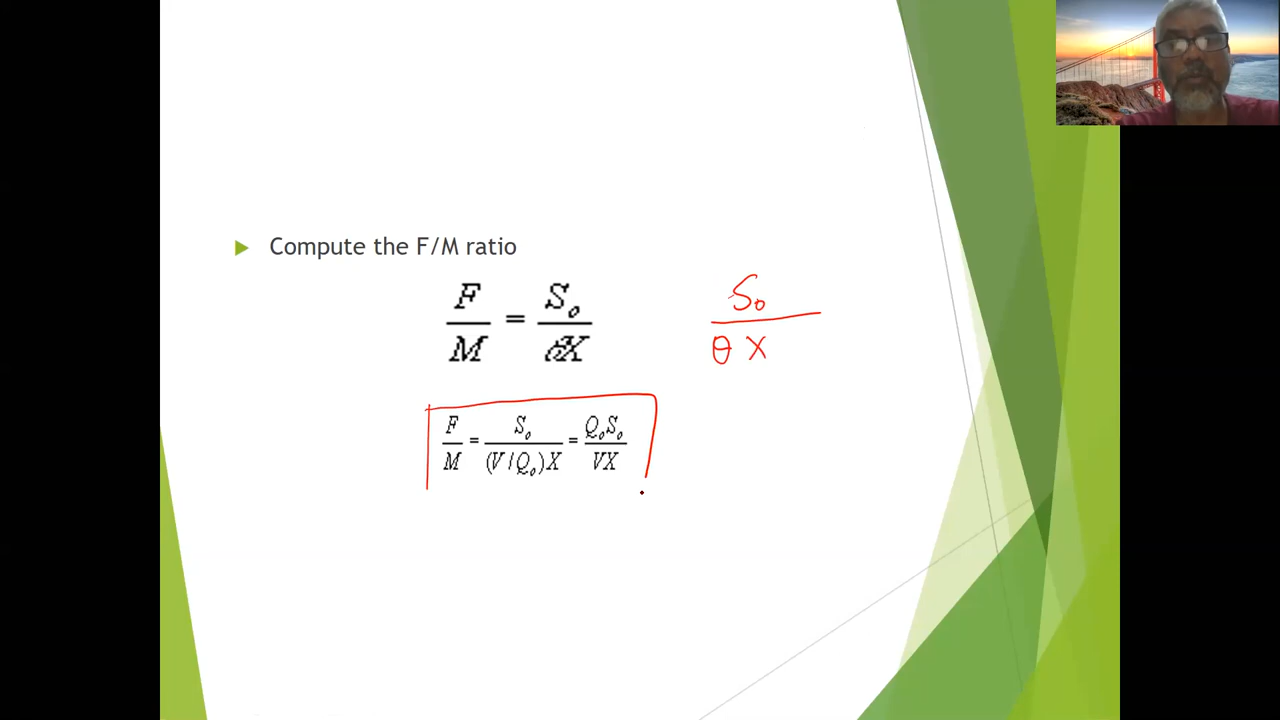 Compute the F/M ratio
F/M = S₀/θX
S₀/θ X
F/M = S₀/(V/Q₀)X = Q₀S₀/VX